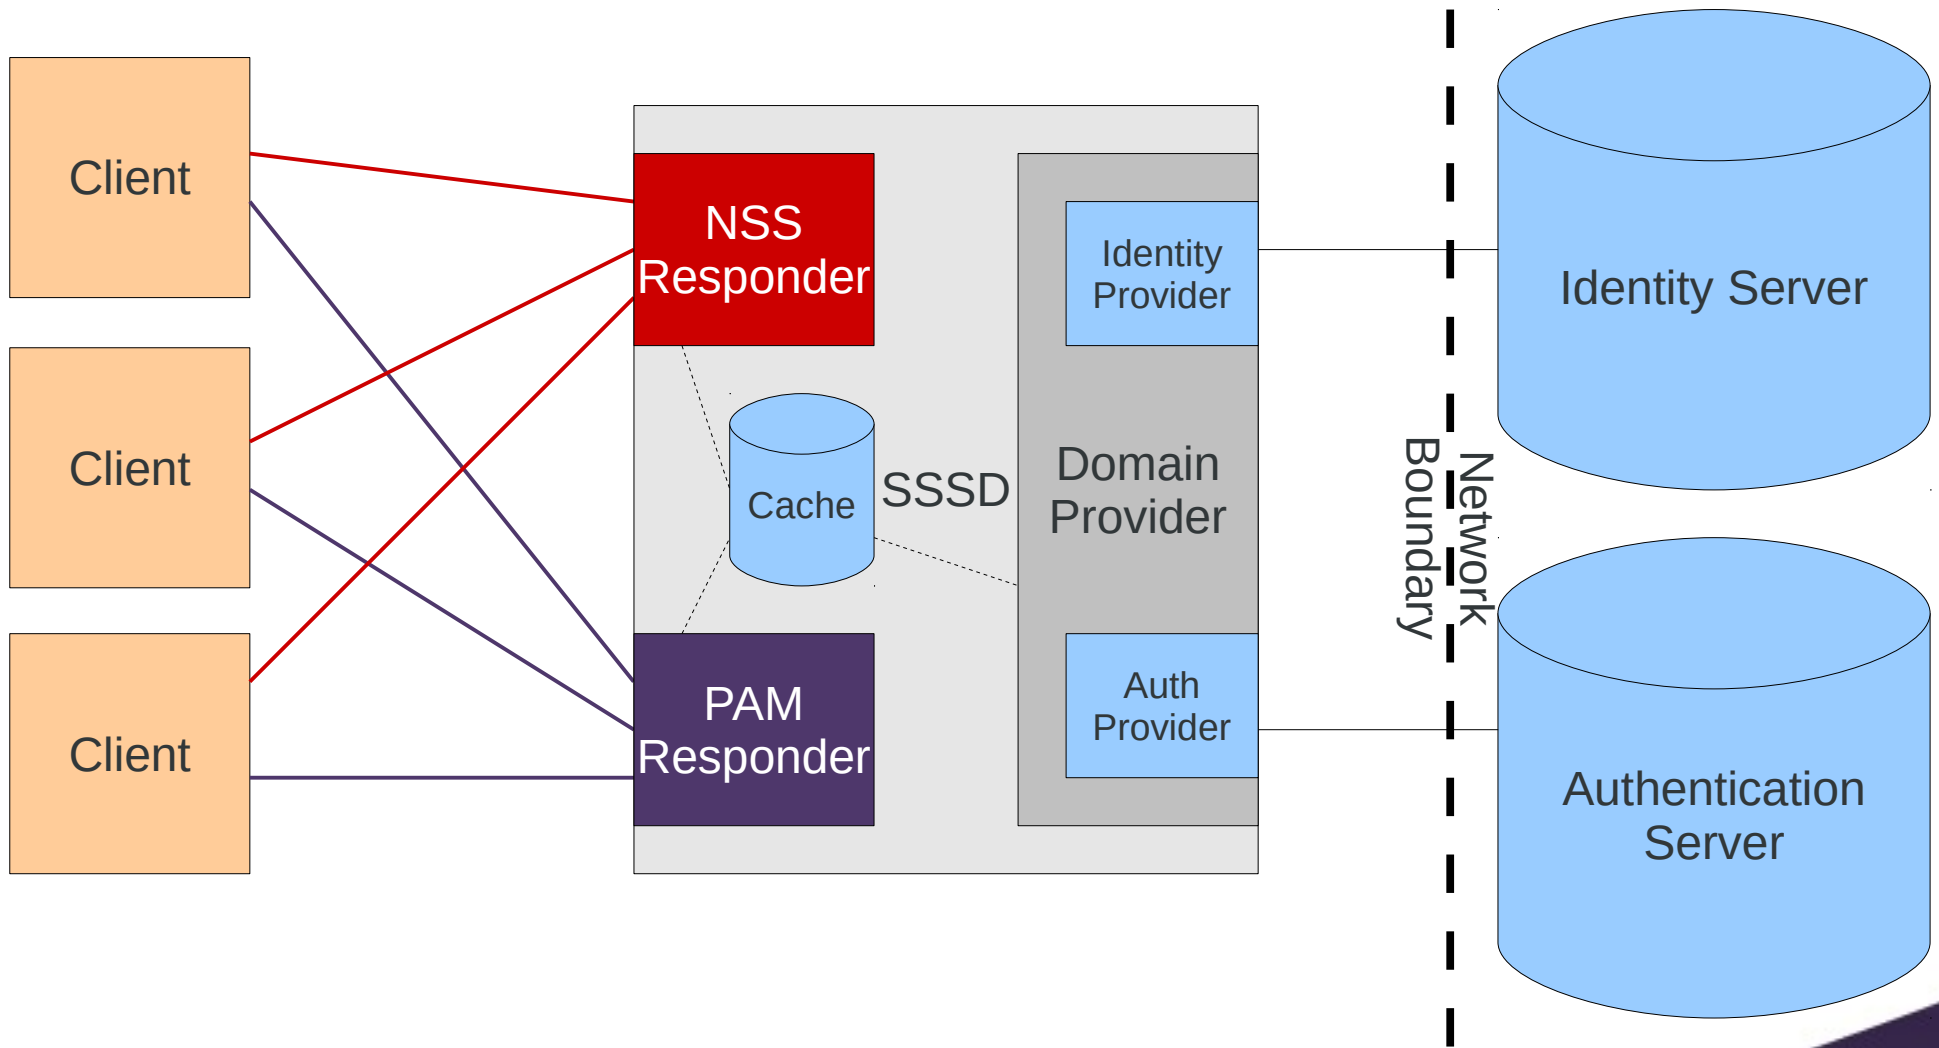 Client
Client
Client
NSS
Responder
Cache
SSSD
PAM
Responder
Identity
Provider
Domain
Provider
Auth
Provider
Network
Boundary
Identity Server
Authentication
Server